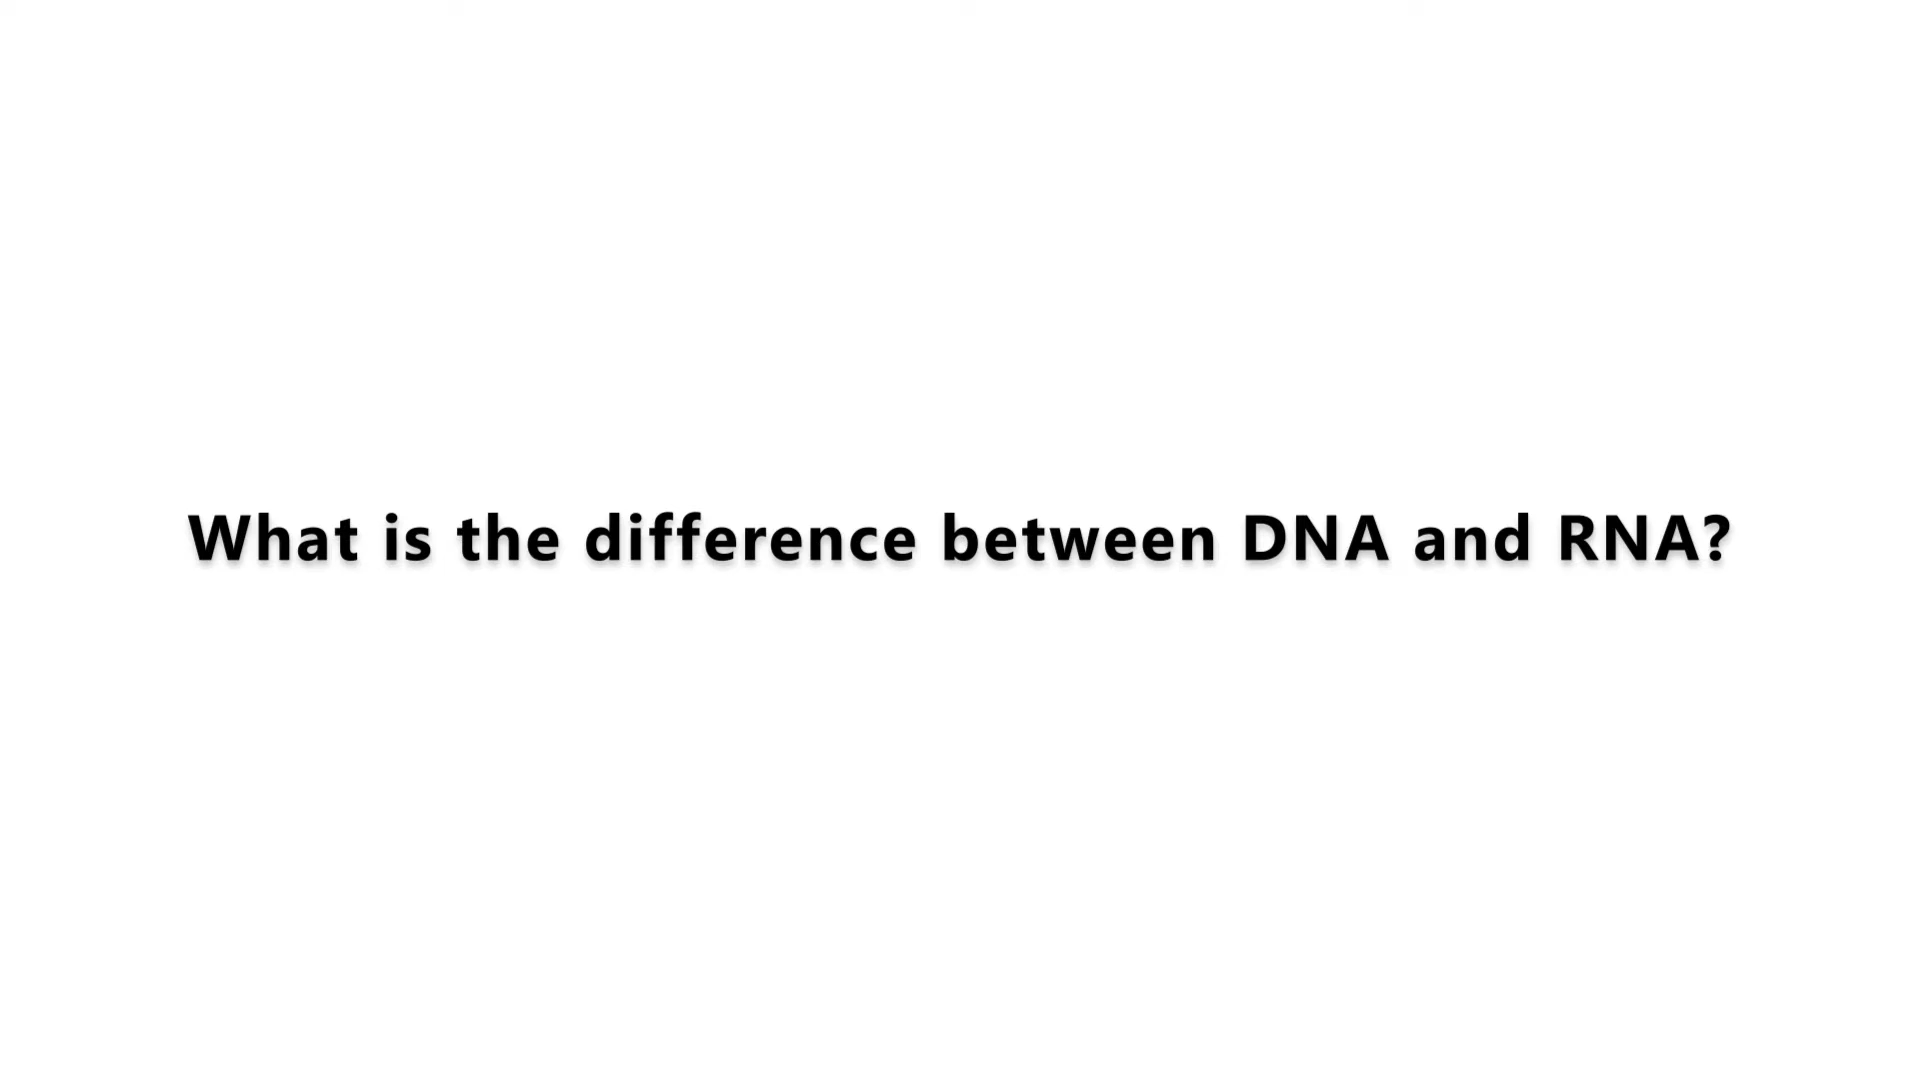 What is the difference between DNA and RNA?